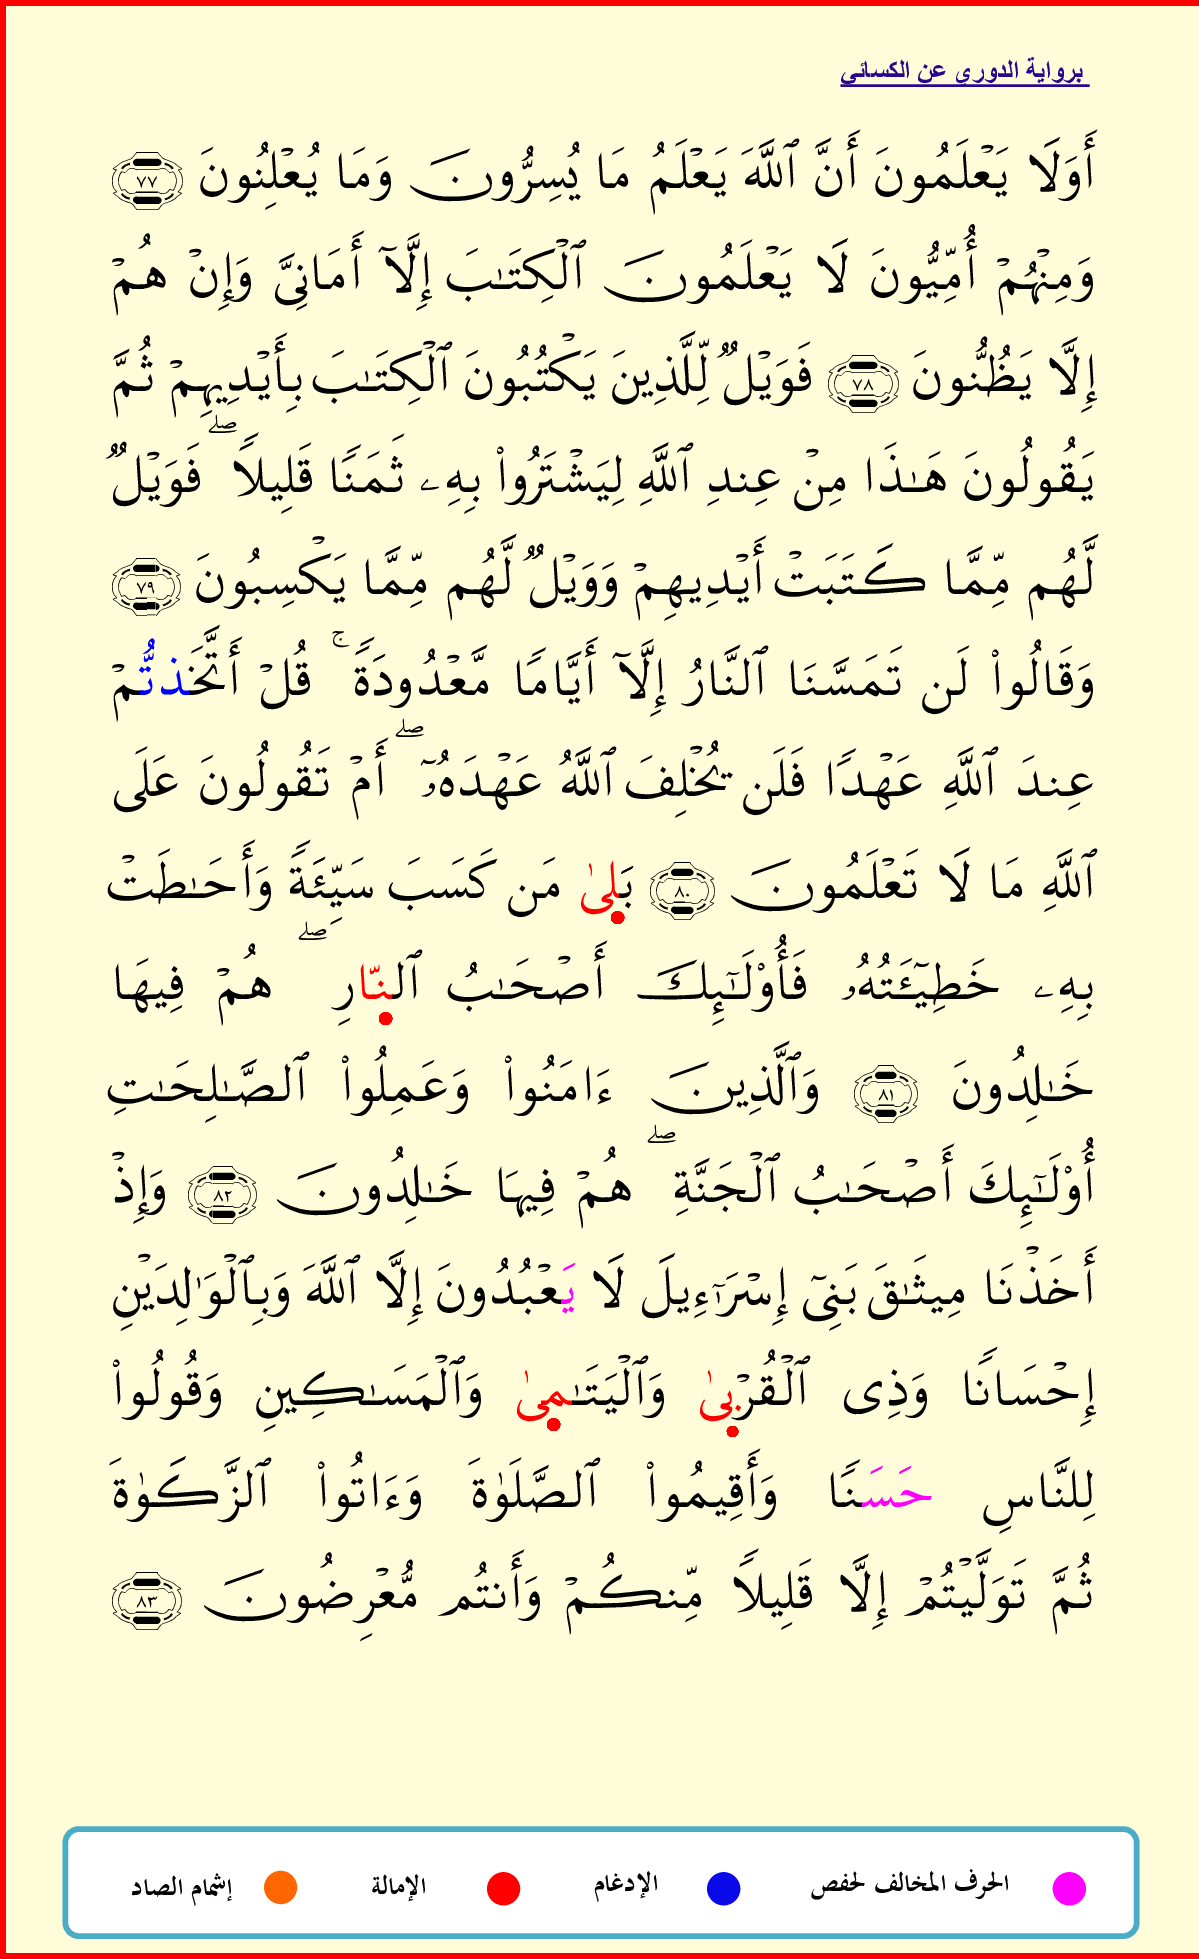 برواية الدوري عن الكسائي
أَوَلَا يَعْلَمُونَ أَنَّ ٱللَّهَ يَعْلَمُ مَا يُسِرُّونَ وَمَا يُعْلِنُونَ ٧٧
وَمِنْهُمْ أُمِّيُّونَ لَا يَعْلَمُونَ ٱلْكِتَٰبَ إِلَّآ أَمَانِىَّ وَإِنْ هُمْ
إِلَّا يَظُنُّونَ ٧٨ فَوَيْلٌ لِّلَّذِينَ يَكْتُبُونَ ٱلْكِتَٰبَ بِأَيْدِيهِمْ ثُمَّ
يَقُولُونَ هَٰذَا مِنْ عِندِ ٱللَّهِ لِيَشْتَرُوا۟ بِهِۦ ثَمَنًا قَلِيلًا ۖ فَوَيْلٌ
لَّهُم مِّمَّا كَتَبَتْ أَيْدِيهِمْ وَوَيْلٌ لَّهُم مِّمَّا يَكْسِبُونَ ٧٩
وَقَالُوا۟ لَن تَمَسَّنَا ٱلنَّارُ إِلَّآ أَيَّامًا مَّعْدُودَةً ۚ قُلْ أَتَّخَذتُّمْ
عِندَ ٱللَّهِ عَهْدًا فَلَن يُخْلِفَ ٱللَّهُ عَهْدَهُۥٓ ۖ أَمْ تَقُولُونَ عَلَى
ٱللَّهِ مَا لَا تَعْلَمُونَ ٨٠ بَلِىٰ مَن كَسَبَ سَيِّئَةً وَأَحَٰطَتْ
بِهِۦ خَطِيٓـَٔتُهُۥ فَأُو۟لَٰٓئِكَ أَصْحَٰبُ ٱلنَّارِ ۖ هُمْ فِيهَا
خَٰلِدُونَ ٨١ وَٱلَّذِينَ ءَامَنُوا۟ وَعَمِلُوا۟ ٱلصَّٰلِحَٰتِ
أُو۟لَٰٓئِكَ أَصْحَٰبُ ٱلْجَنَّةِ ۖ هُمْ فِيهَا خَٰلِدُونَ ٨٢ وَإِذْ
أَخَذْنَا مِيثَٰقَ بَنِىٓ إِسْرَٰٓءِيلَ لَا يَعْبُدُونَ إِلَّا ٱللَّهَ وَبِٱلْوَٰلِدَيْنِ
إِحْسَانًا وَذِى ٱلْقُرْبِىٰ وَٱلْيَتَٰمِىٰ وَٱلْمَسَٰكِينِ وَقُولُوا۟
لِلنَّاسِ حَسَنًا وَأَقِيمُوا۟ ٱلصَّلَوٰةَ وَءَاتُوا۟ ٱلزَّكَوٰةَ
ثُمَّ تَوَلَّيْتُمْ إِلَّا قَلِيلًا مِّنكُمْ وَأَنتُم مُّعْرِضُونَ ٨٣
الحرف المخالف لحفص الإدغام الإمالة إشمام الصاد